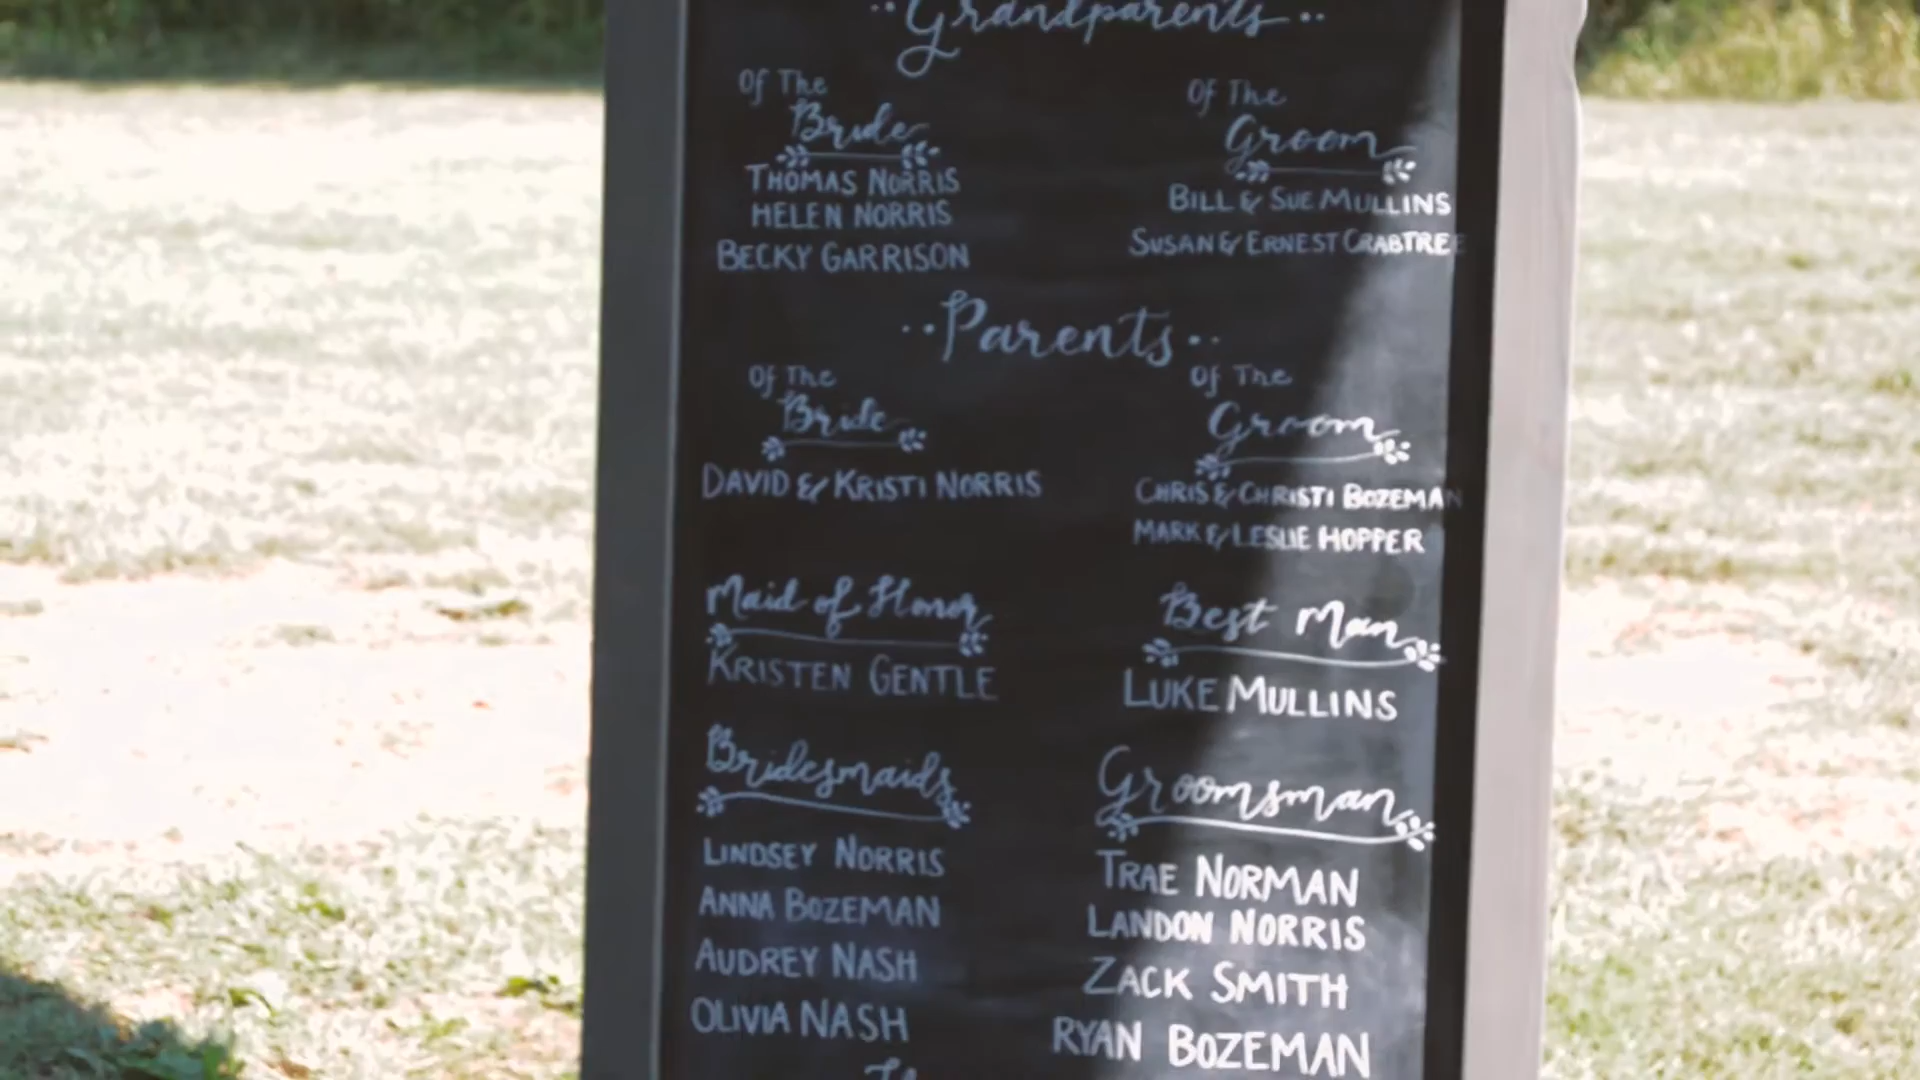 ··Grandparents··
Of The
Bride
THOMAS NORRIS
HELEN NORRIS
BECKY GARRISON
Of The
Groom
BILL & SUE MULLINS
SUSAN & ERNEST CRABTREE
··Parents··
Of The
Bride
DAVID & KRISTI NORRIS
Of The
Groom
CHRIS & CHRISTI BOZEMAN
MARK & LESLIE HOPPER
Maid of Honor
KRISTEN GENTLE
Best Man
LUKE MULLINS
Bridesmaids
LINDSEY NORRIS
ANNA BOZEMAN
AUDREY NASH
OLIVIA NASH
Groomsman
TRAE NORMAN
LANDON NORRIS
ZACK SMITH
RYAN BOZEMAN